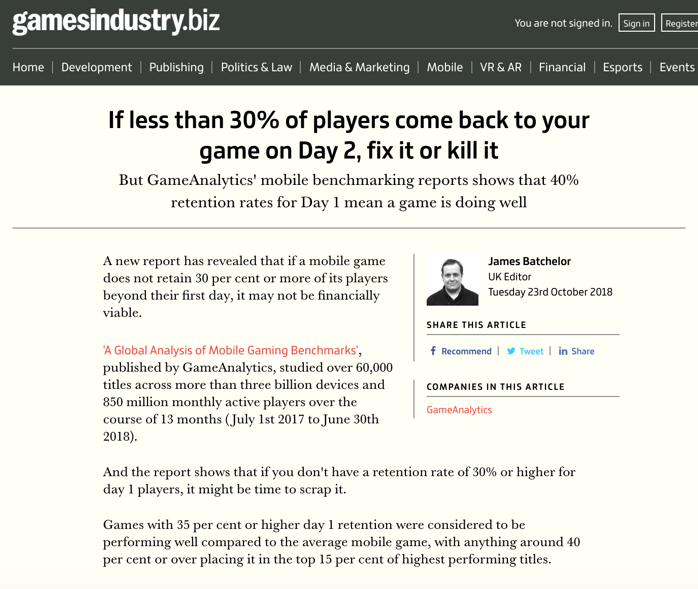 gamesindustry.biz
You are not signed in. Sign in Register
Home | Development | Publishing | Politics & Law | Media & Marketing | Mobile | VR & AR | Financial | Esports | Events
If less than 30% of players come back to your
game on Day 2, fix it or kill it
But GameAnalytics' mobile benchmarking reports shows that 40%
retention rates for Day 1 mean a game is doing well
A new report has revealed that if a mobile game
does not retain 30 per cent or more of its players
beyond their first day, it may not be financially
viable.
'A Global Analysis of Mobile Gaming Benchmarks',
published by GameAnalytics, studied over 60,000
titles across more than three billion devices and
850 million monthly active players over the
course of 13 months (July 1st 2017 to June 30th
2018).
James Batchelor
UK Editor
Tuesday 23rd October 2018
SHARE THIS ARTICLE
Recommend | Tweet | Share
COMPANIES IN THIS ARTICLE
GameAnalytics
And the report shows that if you don't have a retention rate of 30% or higher for
day 1 players, it might be time to scrap it.
Games with 35 per cent or higher day 1 retention were considered to be
performing well compared to the average mobile game, with anything around 40
per cent or over placing it in the top 15 per cent of highest performing titles.